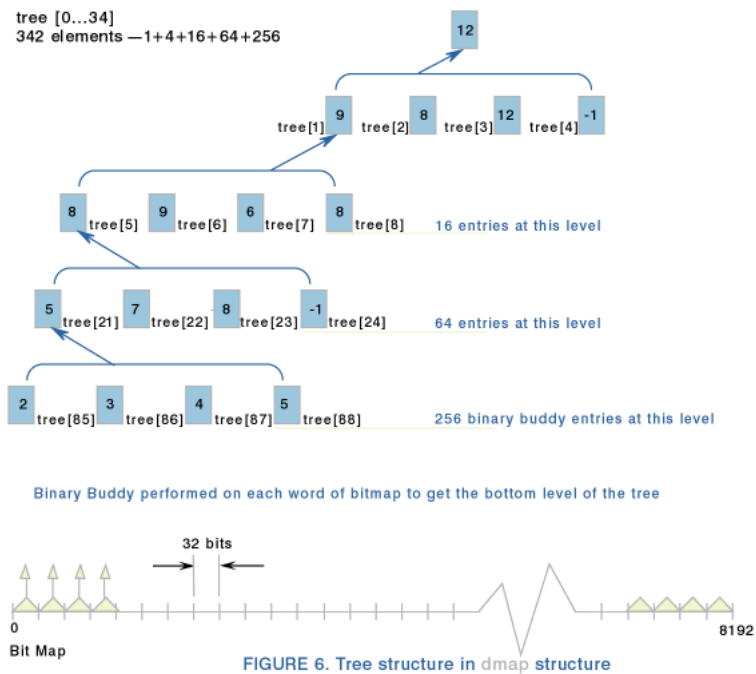 tree [0...34]
342 elements —1+4+16+64+256
12
9 8 12 -1
tree[1] tree[2] tree[3] tree[4]
8 9 6 8
tree[5] tree[6] tree[7] tree[8] 16 entries at this level
5 7 8 -1
tree[21] tree[22] tree[23] tree[24] 64 entries at this level
2 3 4 5
tree[85] tree[86] tree[87] tree[88] 256 binary buddy entries at this level
Binary Buddy performed on each word of bitmap to get the bottom level of the tree
32 bits
0 8192
Bit Map
FIGURE 6. Tree structure in dmap structure